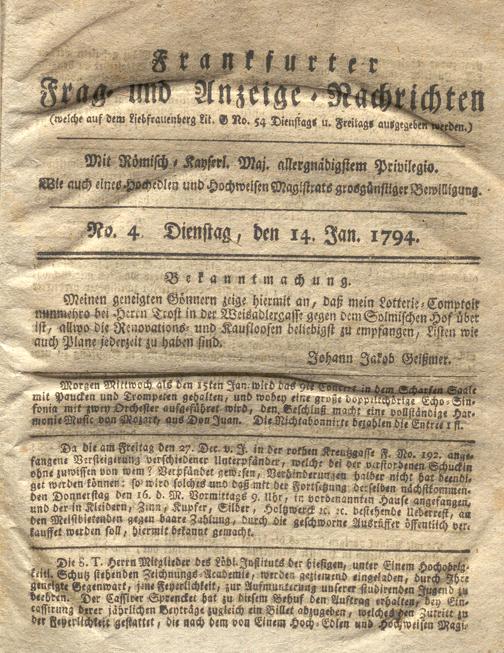 Frankfurter
Frag- und Anzeige-Nachrichten
(welche auf dem Liebfrauenberg Lit. G No. 54 Dienstags u. Freitags ausgegeben werden.)
Mit Römisch-Kayserl. Maj. allergnädigstem Privilegio.
Wie auch eines Hochedlen und Hochweisen Magistrats grosgünstiger Bewilligung.
No. 4 Dienstag, den 14. Jan. 1794.
Bekanntmachung.
Meinen geneigten Gönnern zeige hiermit an, daß mein Lotterie-Comptoir
nunmehro bei Herrn Trost in der Weisadlergasse gegen dem Solmischen Hof über
ist, allwo die Renovations- und Kaufloosen beliebigst zu empfangen, Listen wie
auch Plane jederzeit zu haben sind.
Johann Jakob Geißmer.
Morgen Mittwoch als den 15ten Jan. wird das 9te Concert in dem Scharfen Saale
mit Paucken und Trompeten gehalten, und wobey eine große doppeltchörige Echo-Sin-
fonia mit zwey Orchester aufgeführet wird, den Beschluß macht eine vollständige Har-
monie-Music von Mozart, aus Don Juan. Die Nichtabonnirte bezahlen die Entree 1 fl.
Da die am Freitag den 27. Dec. v. J. in der rothen Kreuzgasse F. No. 192. ange-
fangene Versteigerung verschiedener Unterpfänder, welche bei der verstorbenen Schuckin
ohne zuwissen von wem? Verpfändet gewesen, Verhinderungen halber nicht hat beendi-
get werden können: so wird solches und daß mit der Fortsetzung derselben nächstkommen-
den Donnerstag den 16. d. M. Vormittags 9. Uhr, in vorbenanntem Hause angefangen,
und der in Kleidern, Zinn, Kupfer, Silber, Holzwerck ꝛc. ꝛc. bestehende Ueberrest, an
den Meistbietenden gegen baare Zahlung, durch die geschworne Ausrüffer öffentlich ver-
kauffet werden soll, hiermit bekannt gemacht.
Die S. T. Herrn Mitglieder des Löbl. Instituts der hiesigen, unter Einem Hochobrig-
keitl. Schutz stehenden Zeichnungs-Academie, werden geziemend eingeladen, durch Ihre
geneigte Gegenwart, jene Feyerlichkeit, zur Aufmunterung unserer studirenden Jugend zu
beehren. Der Cassirer Sprenckel hat zu diesem Behuf den Auftrag erhalten, bey Ein-
cassirung derer jährlichen Beyträge zugleich ein Billet abzugeben, welches den Zutritt zu
der Feyerlichkeit gestattet, die nach dem von Einem Hoch-Edlen und Hochweisen Magi-